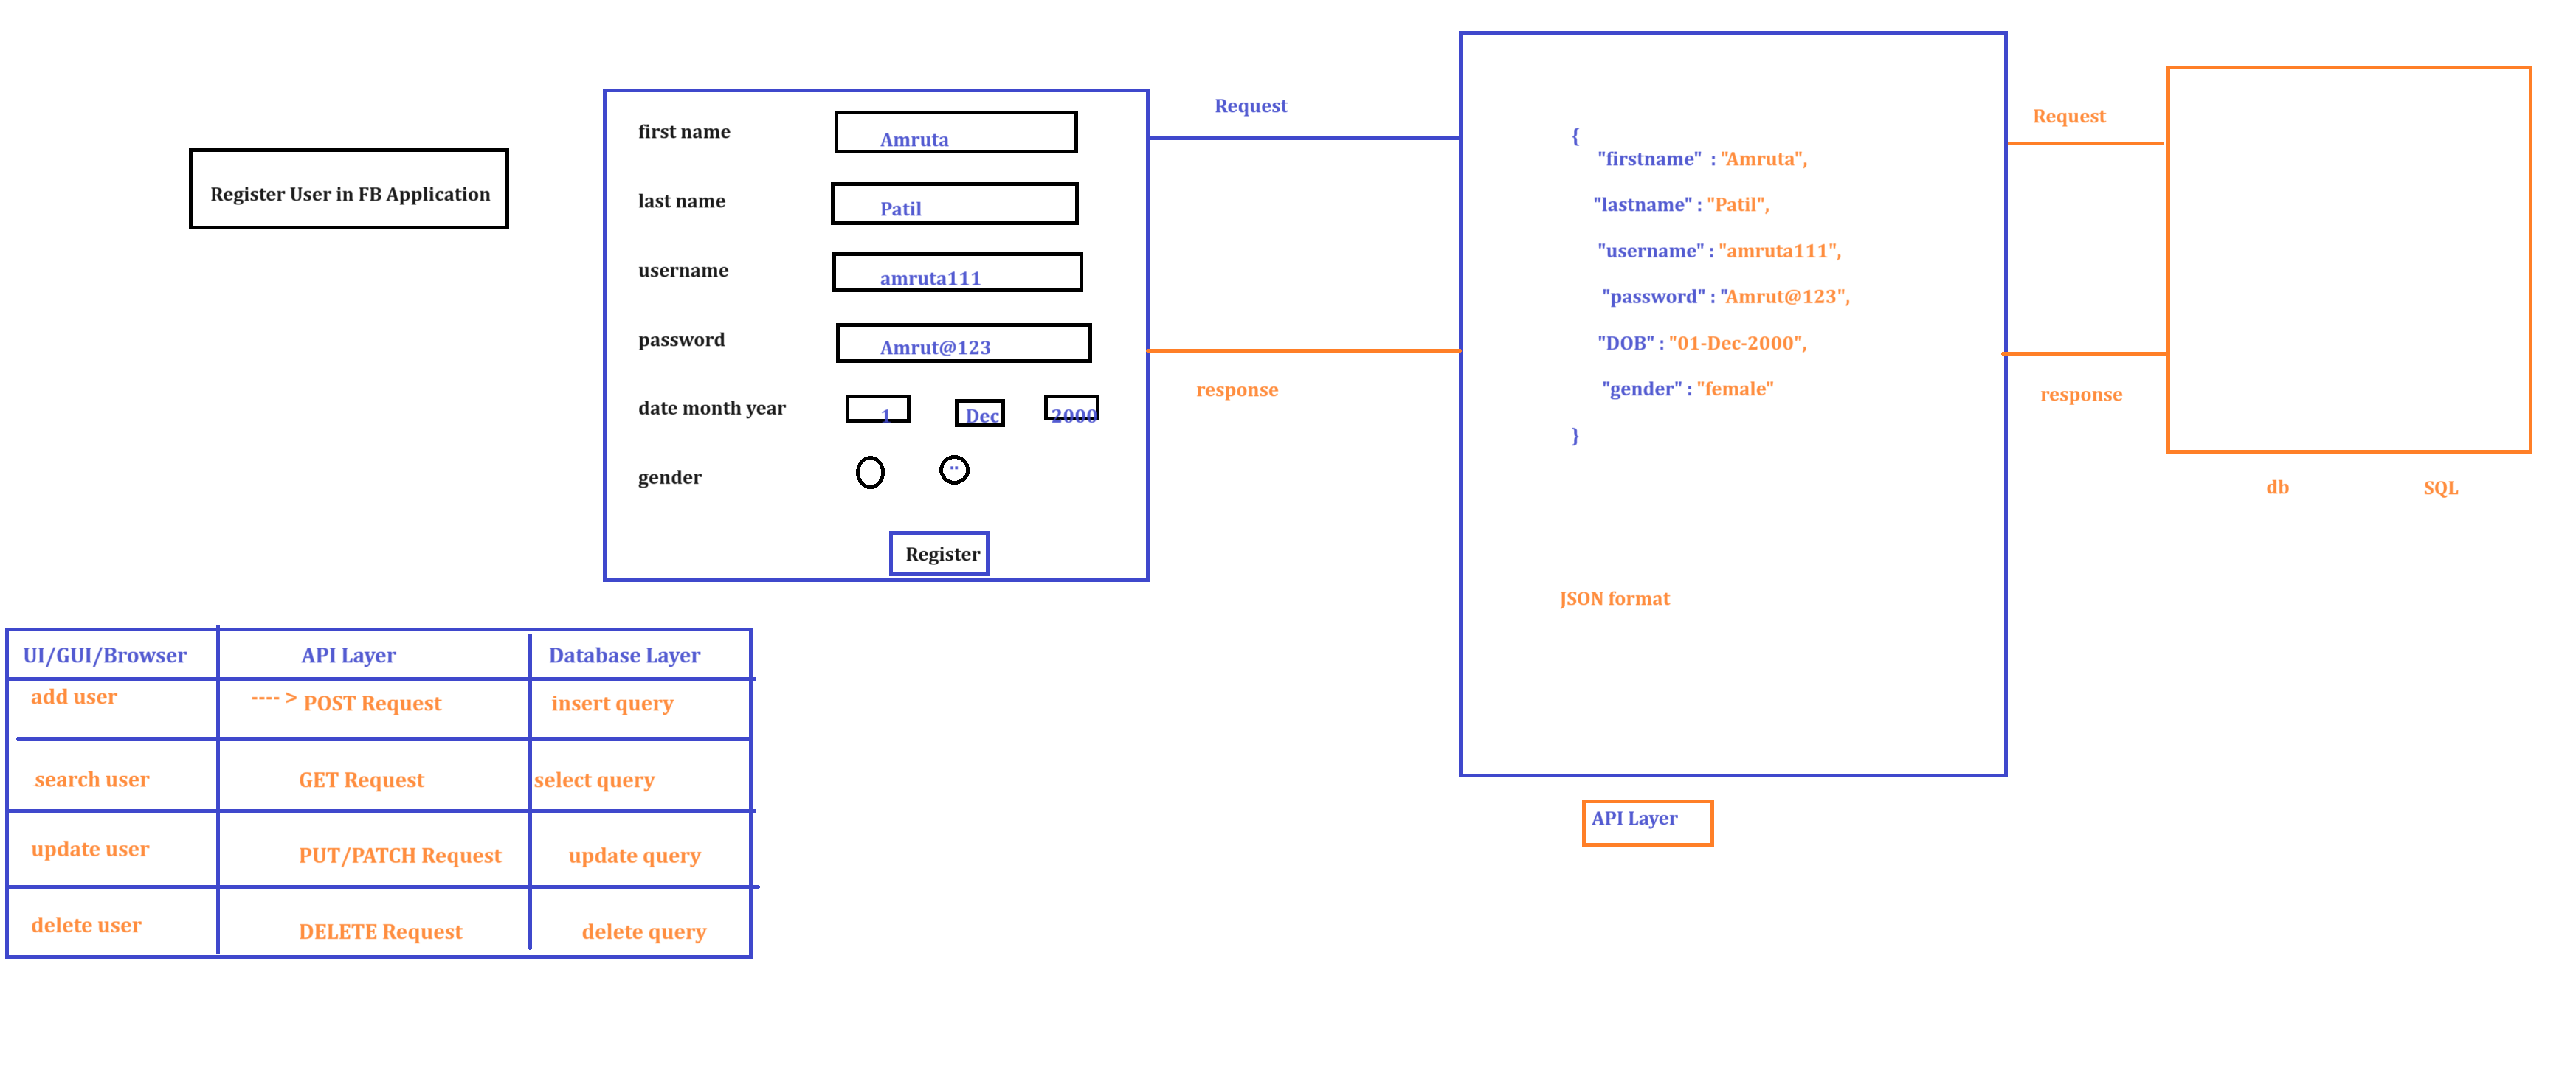 Register User in FB Application
first name Amruta
last name Patil
username amruta111
password Amrut@123
date month year 1 Dec 2000
gender
Register
Request
response
{
"firstname" : "Amruta",
"lastname" : "Patil",
"username" : "amruta111",
"password" : "Amrut@123",
"DOB" : "01-Dec-2000",
"gender" : "female"
}
JSON format
API Layer
Request
response
db SQL
UI/GUI/Browser API Layer Database Layer
add user ---- > POST Request insert query
search user GET Request select query
update user PUT/PATCH Request update query
delete user DELETE Request delete query